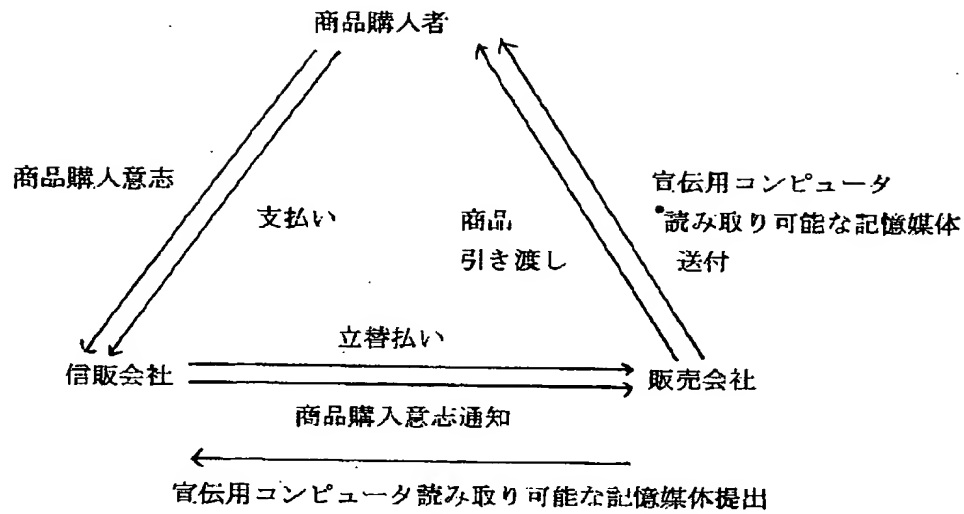 商品購入者
商品購入意志
支払い
商品
引き渡し
宣伝用コンピュータ
読み取り可能な記憶媒体
送付
立替払い
信販会社
販売会社
商品購入意志通知
宣伝用コンピュータ読み取り可能な記憶媒体提出